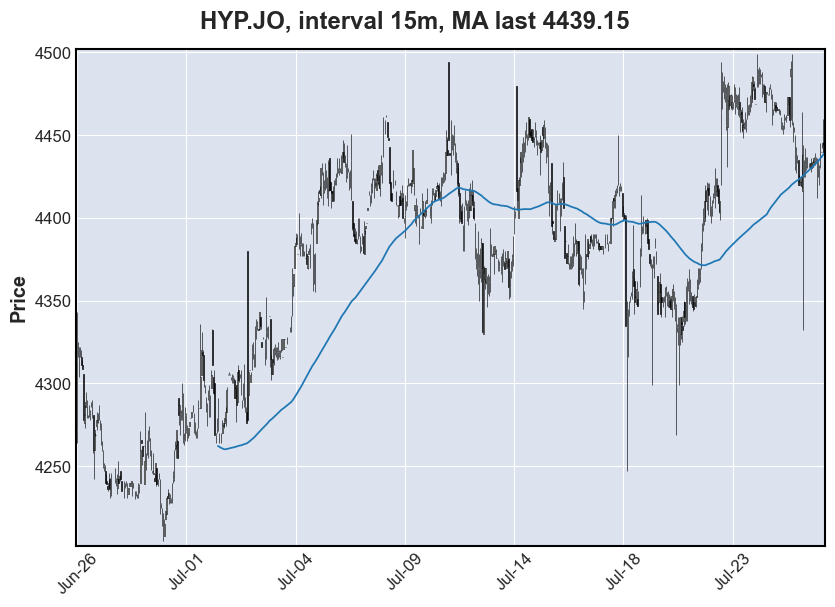 HYP.JO, interval 15m, MA last 4439.15
4500
4450
4400
4350
4300
4250
Price
Jun-26
Jul-01
Jul-04
Jul-09
Jul-14
Jul-18
Jul-23